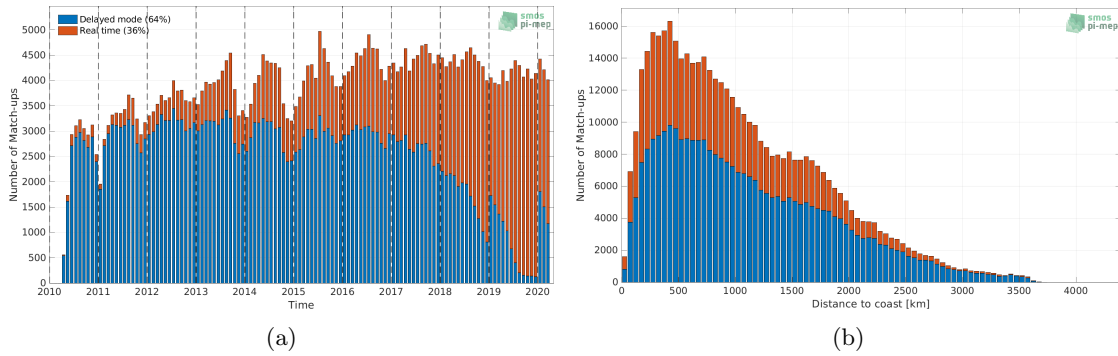 Delayed mode (64%)
Real time (36%)
smos
pi-mep
Number of Match-ups
5000
4500
4000
3500
3000
2500
2000
1500
1000
500
0
2010 2011 2012 2013 2014 2015 2016 2017 2018 2019 2020
Time
(a)
smos
pi-mep
Number of Match-ups
16000
14000
12000
10000
8000
6000
4000
2000
0
0 500 1000 1500 2000 2500 3000 3500 4000
Distance to coast [km]
(b)